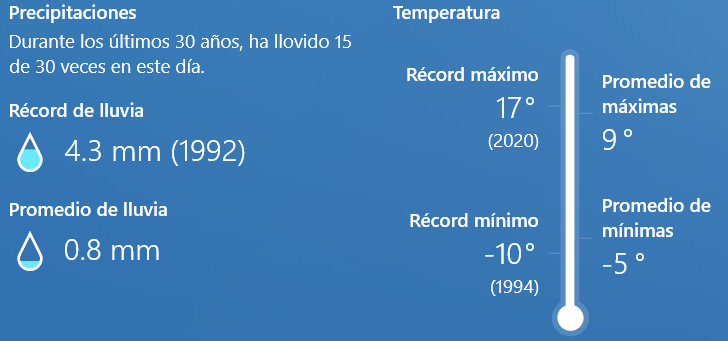 Precipitaciones
Durante los últimos 30 años, ha llovido 15
de 30 veces en este día.
Récord de lluvia
4.3 mm (1992)
Promedio de lluvia
0.8 mm
Temperatura
Récord máximo
17°
(2020)
Promedio de
máximas
9 °
Récord mínimo
-10°
(1994)
Promedio de
mínimas
-5 °